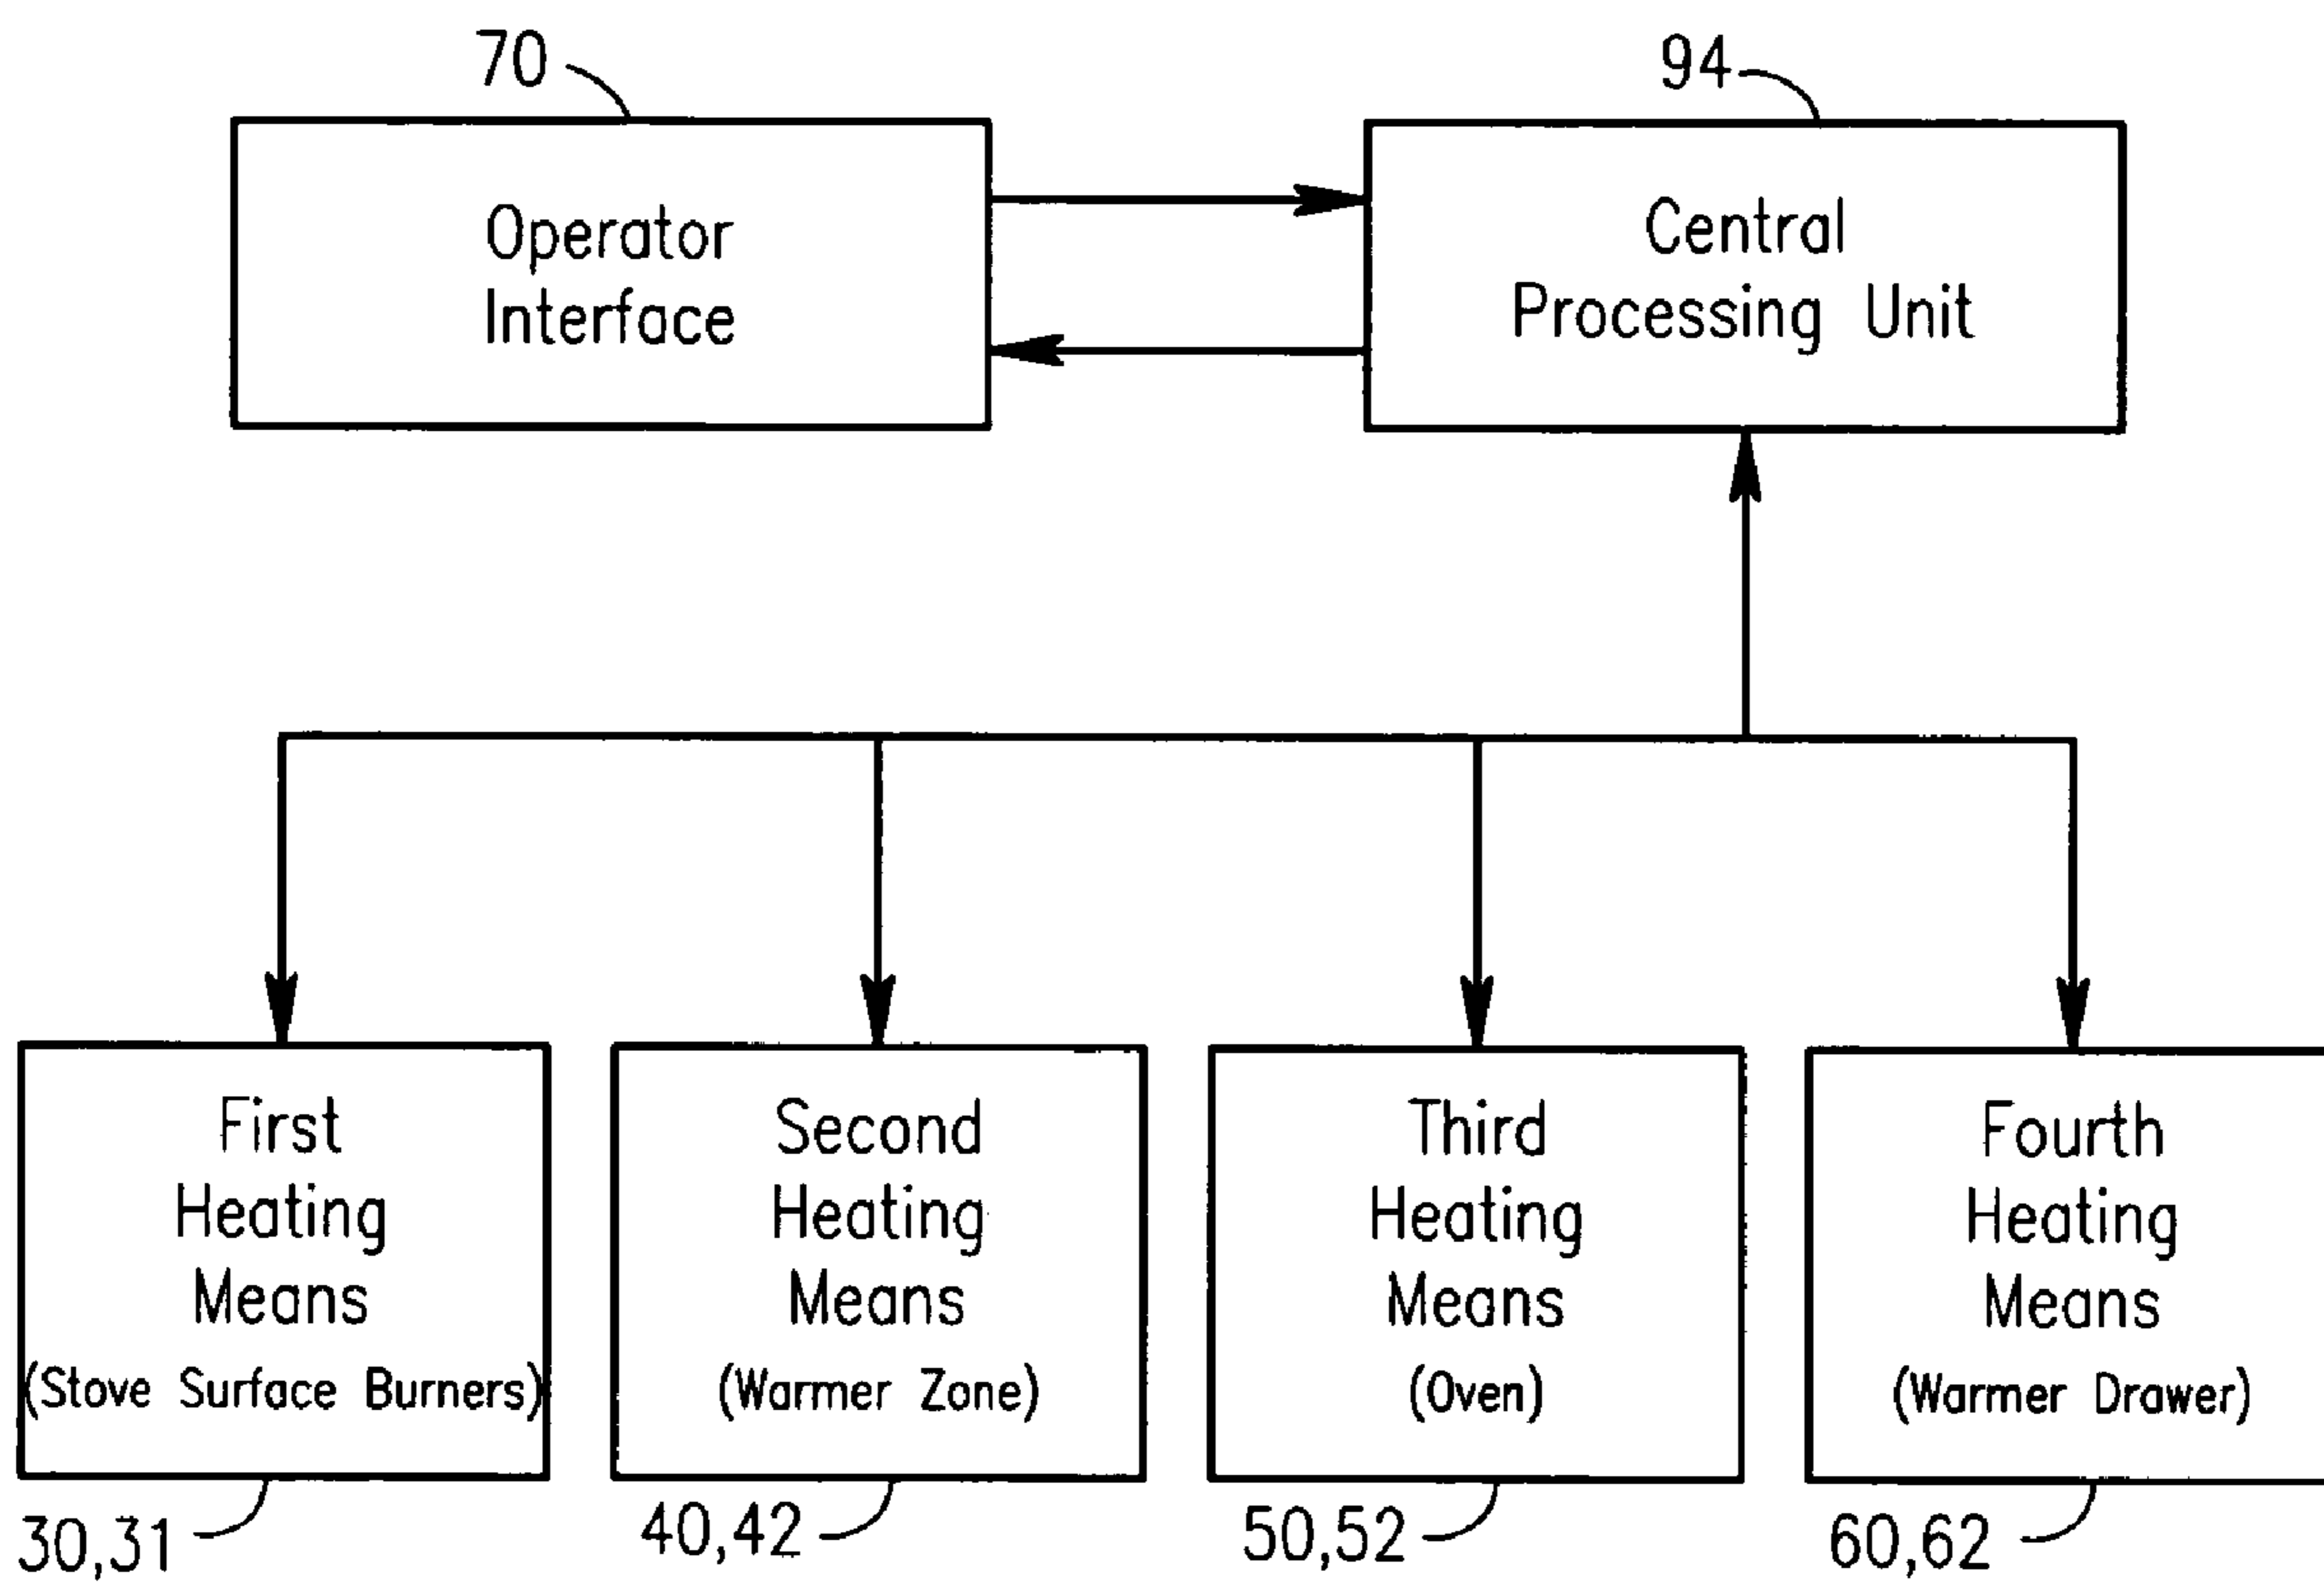 70
94
Operator
Interface
Central
Processing Unit
First
Heating
Means
(Stove Surface Burners)
Second
Heating
Means
(Warmer Zone)
Third
Heating
Means
(Oven)
Fourth
Heating
Means
(Warmer Drawer)
30,31
40,42
50,52
60,62